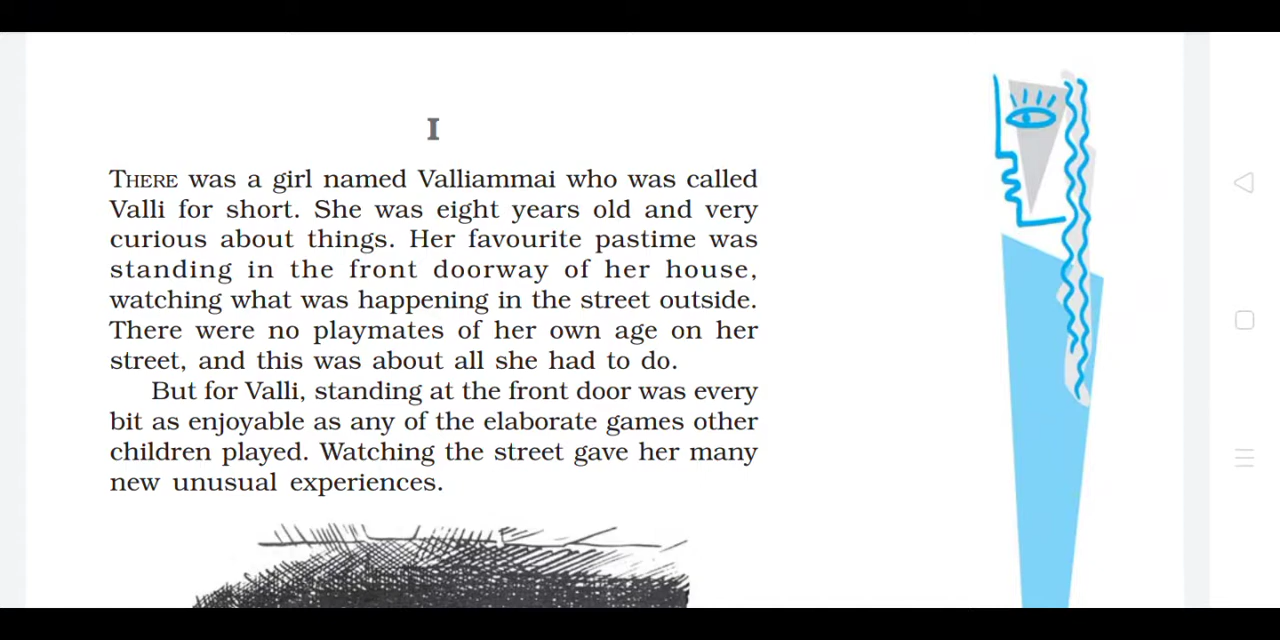 I
THERE was a girl named Valliammai who was called
Valli for short. She was eight years old and very
curious about things. Her favourite pastime was
standing in the front doorway of her house,
watching what was happening in the street outside.
There were no playmates of her own age on her
street, and this was about all she had to do.
But for Valli, standing at the front door was every
bit as enjoyable as any of the elaborate games other
children played. Watching the street gave her many
new unusual experiences.